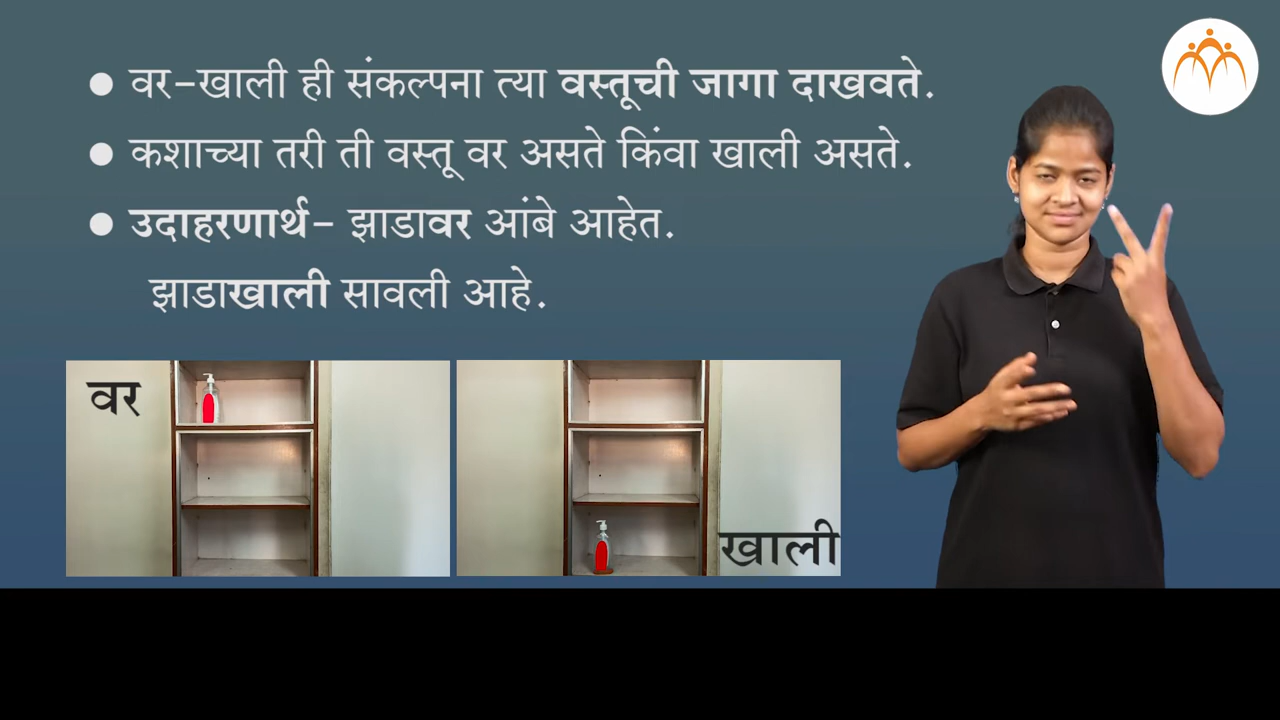 ● वर-खाली ही संकल्पना त्या वस्तूची जागा दाखवते.
● कशाच्या तरी ती वस्तू वर असते किंवा खाली असते.
● उदाहरणार्थ- झाडावर आंबे आहेत.
झाडाखाली सावली आहे.
वर
खाली